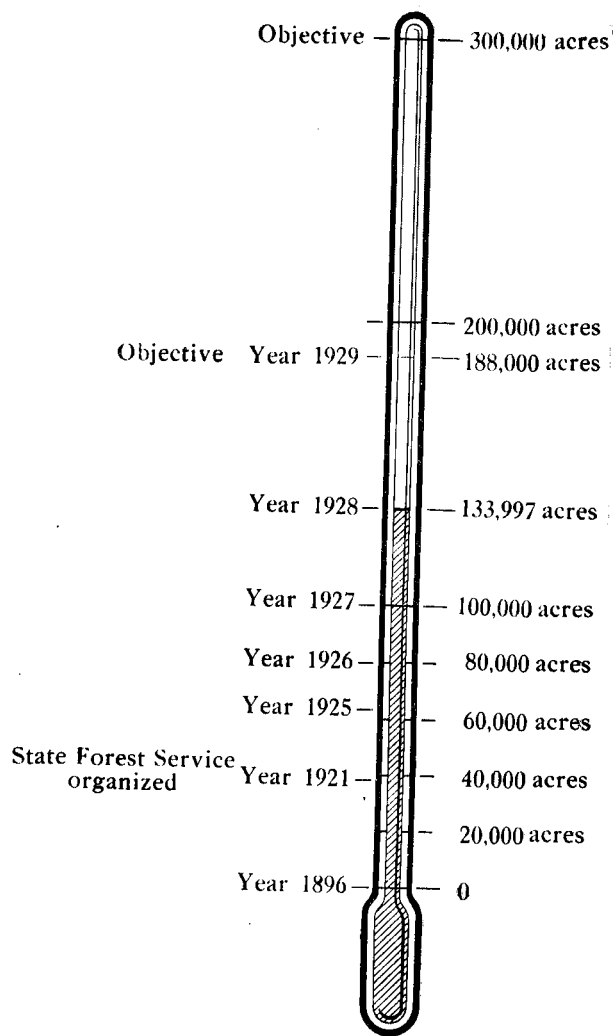 Objective 300,000 acres
200,000 acres
Objective Year 1929 188,000 acres
Year 1928 133,997 acres
Year 1927 100,000 acres
Year 1926 80,000 acres
Year 1925
60,000 acres
State Forest Service
organized Year 1921 40,000 acres
20,000 acres
Year 1896 0